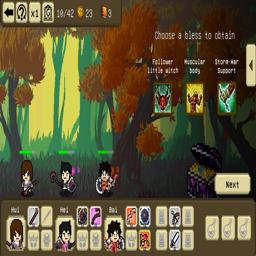 x1 10/42 23 3
Choose a bless to obtain
Follower little witch
Muscular body
Storm-War Support
Next
Hui Hei Bai